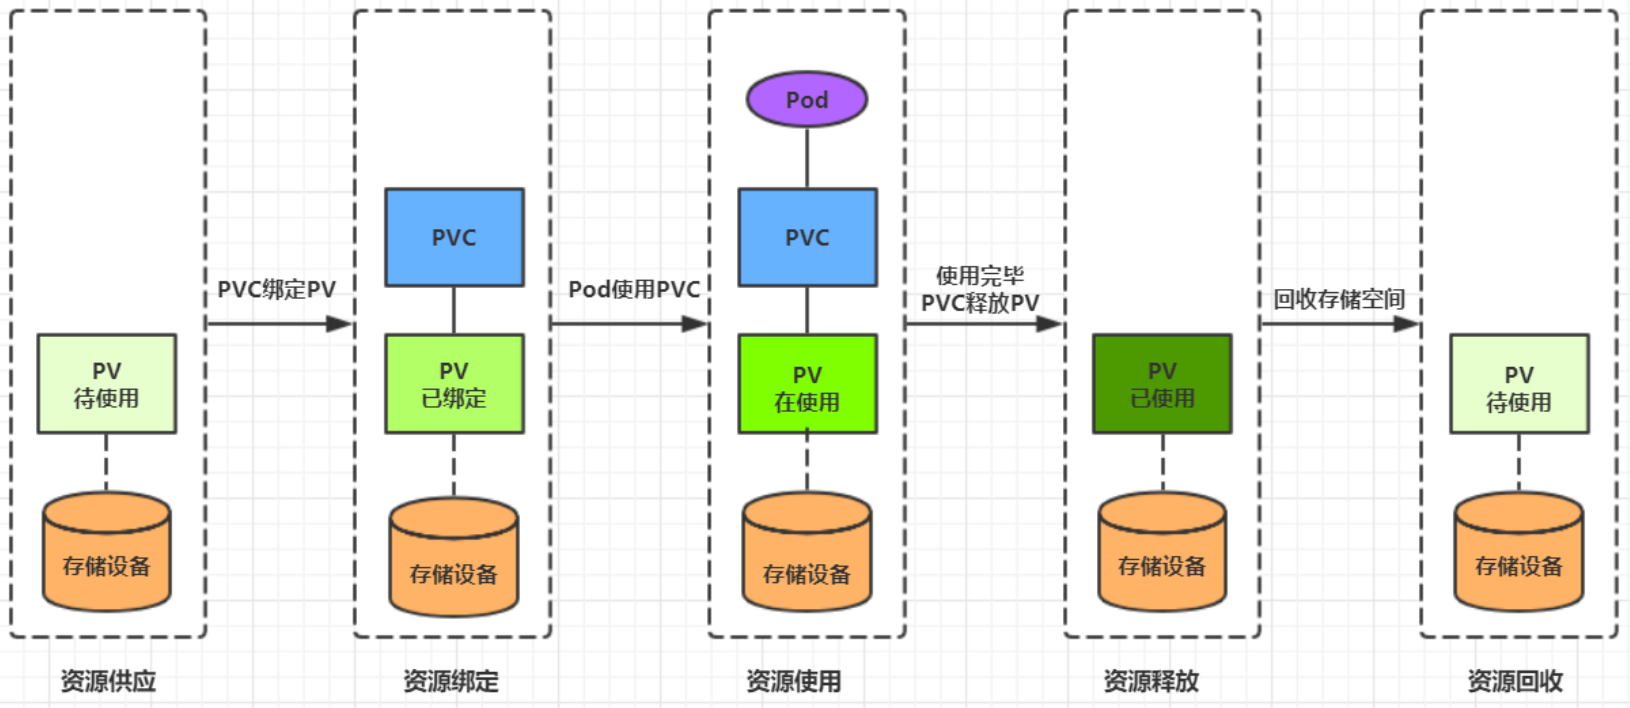 PV
待使用
存储设备
资源供应
PVC绑定PV
PVC
PV
已绑定
存储设备
资源绑定
Pod使用PVC
Pod
PVC
PV
在使用
存储设备
资源使用
使用完毕
PVC释放PV
PV
已使用
存储设备
资源释放
回收存储空间
PV
待使用
存储设备
资源回收